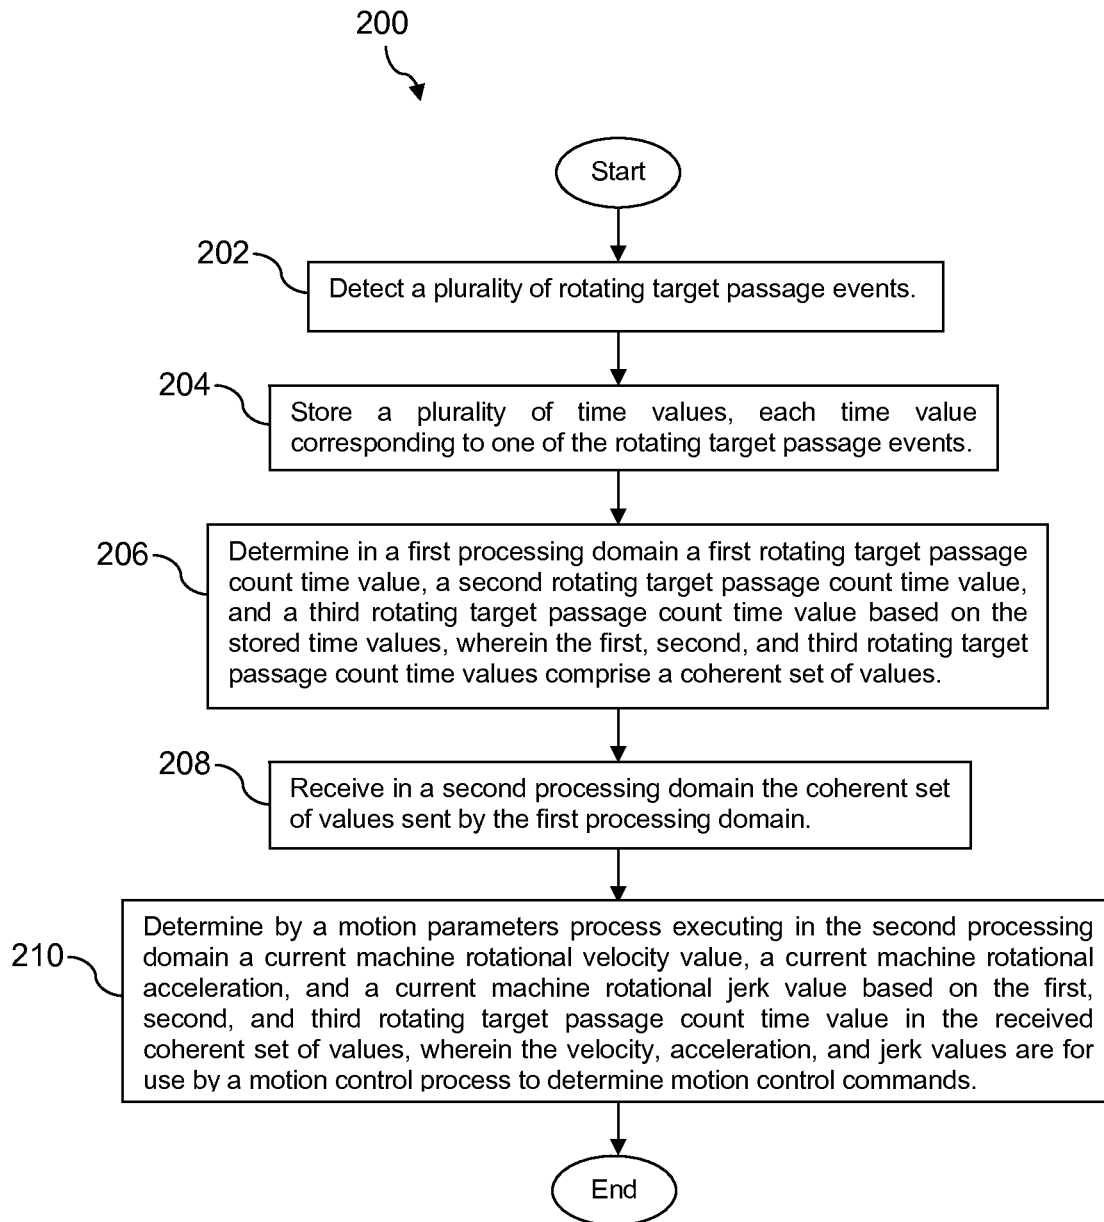 200
Start
202
Detect a plurality of rotating target passage events.
204
Store a plurality of time values, each time value
corresponding to one of the rotating target passage events.
206
Determine in a first processing domain a first rotating target passage
count time value, a second rotating target passage count time value,
and a third rotating target passage count time value based on the
stored time values, wherein the first, second, and third rotating target
passage count time values comprise a coherent set of values.
208
Receive in a second processing domain the coherent set
of values sent by the first processing domain.
210
Determine by a motion parameters process executing in the second processing
domain a current machine rotational velocity value, a current machine rotational
acceleration, and a current machine rotational jerk value based on the first,
second, and third rotating target passage count time value in the received
coherent set of values, wherein the velocity, acceleration, and jerk values are for
use by a motion control process to determine motion control commands.
End